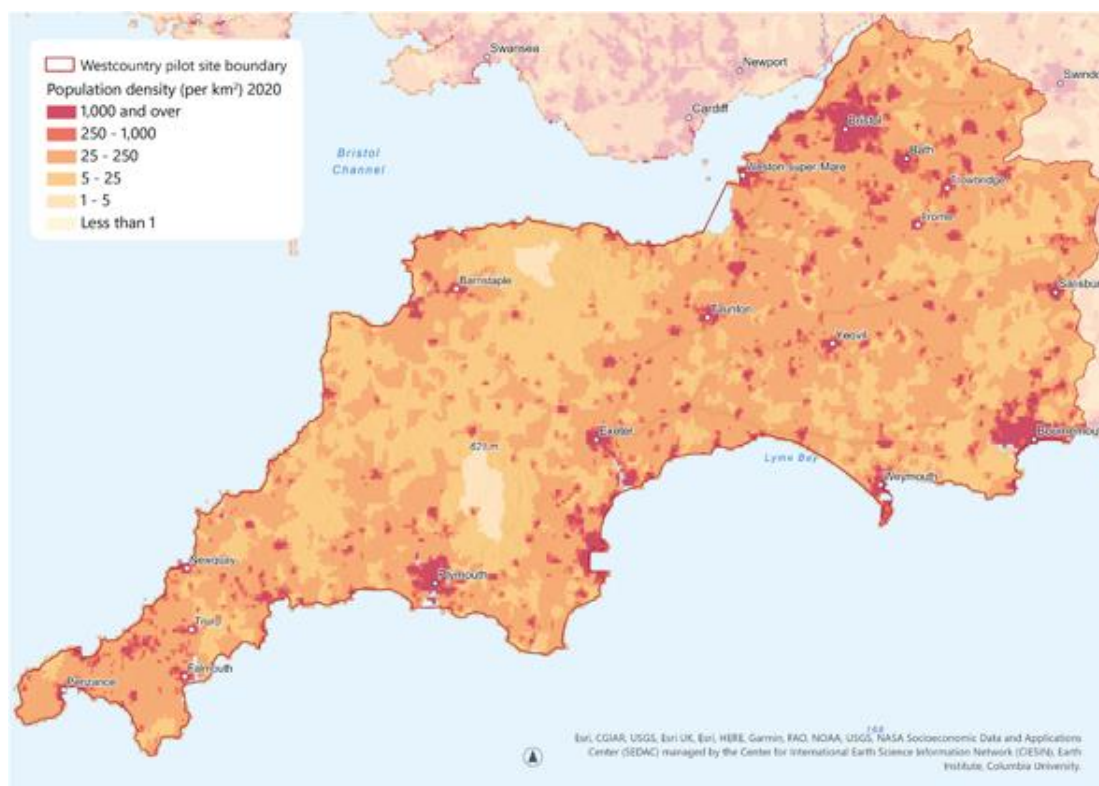 Westcountry pilot site boundary
Population density (per km²) 2020
1,000 and over
250 - 1,000
25 - 250
5 - 25
1 - 5
Less than 1
Swansea
Newport
Swindo
Cardiff
Bristol
Bristol
Channel
Bath
Weston-super-Mare
Trowbridge
Frome
Barnstaple
Salisbur
Taunton
Yeovil
Exeter
Bournemout
Lyme Bay
Weymouth
Newquay
Plymouth
Truro
Falmouth
Penzance
Esri, CGIAR, USGS, Esri UK, Esri, HERE, Garmin, FAO, NOAA, USGS, NASA Socioeconomic Data and Applications
Center (SEDAC) managed by the Center for International Earth Science Information Network (CIESIN), Earth
Institute, Columbia University.